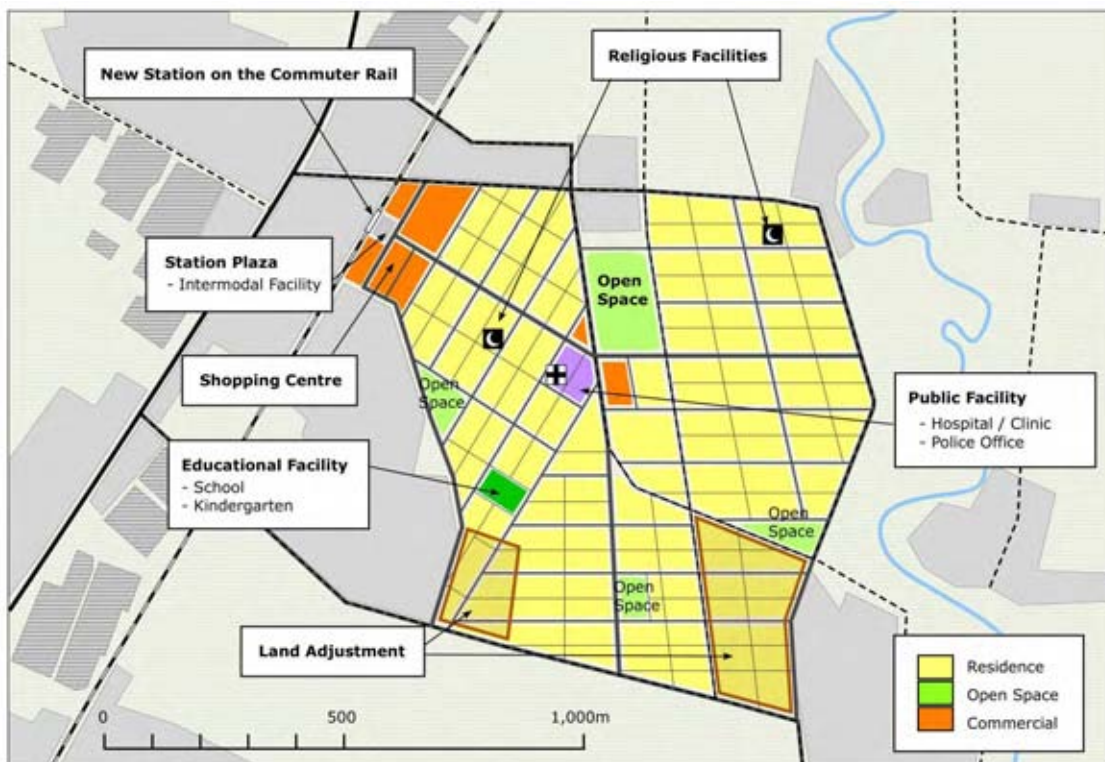 New Station on the Commuter Rail
Religious Facilities
Station Plaza
- Intermodal Facility
Open
Space
Shopping Centre
Open
Space
Public Facility
- Hospital / Clinic
- Police Office
Educational Facility
- School
- Kindergarten
Open
Space
Open
Space
Land Adjustment
Residence
Open Space
Commercial
0
500
1,000m